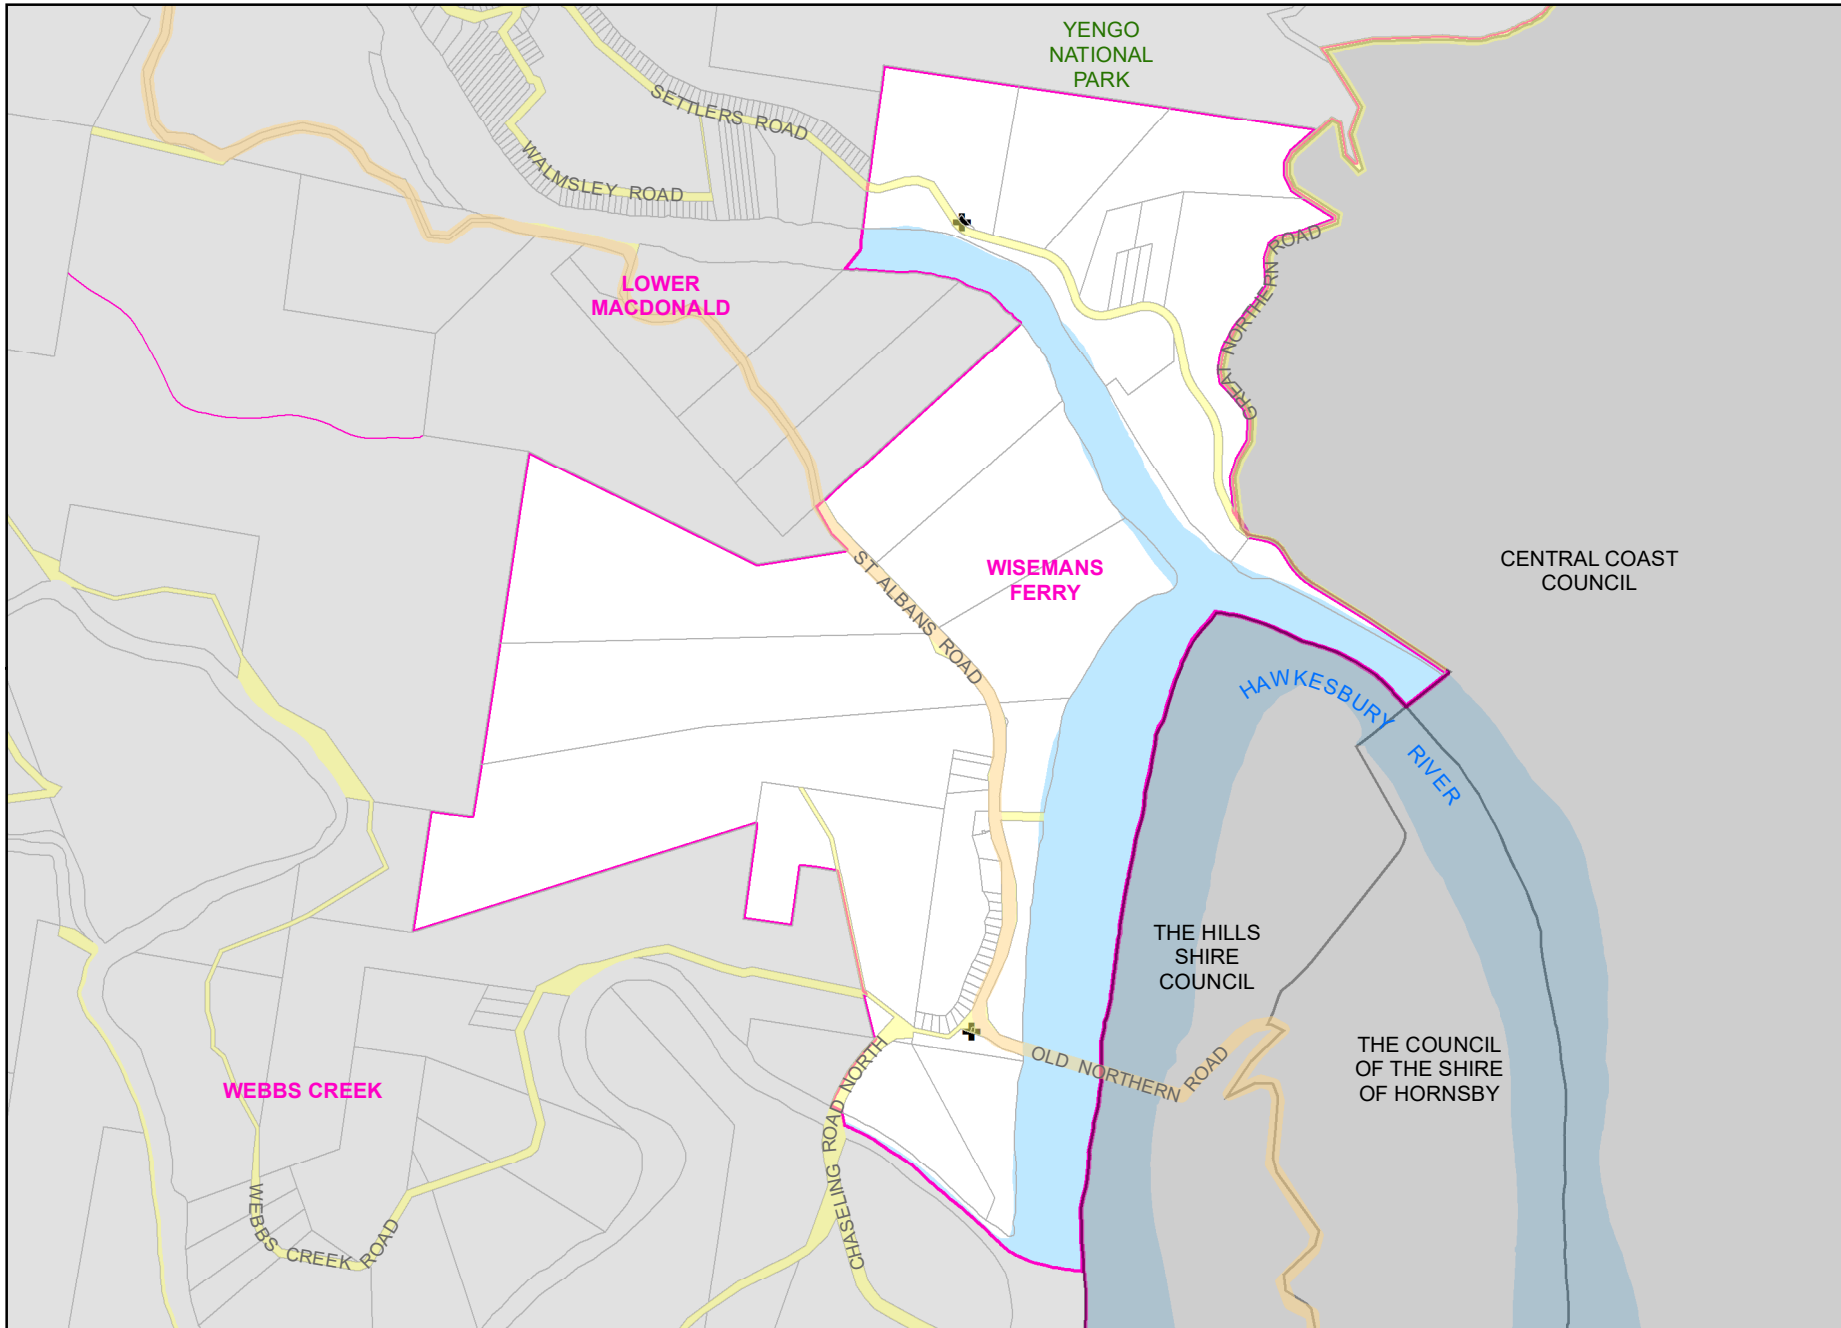 YENGO
NATIONAL
PARK
SETTLERS ROAD
WALMSLEY ROAD
GREAT NORTHERN ROAD
LOWER
MACDONALD
WISEMANS
FERRY
ST ALBANS ROAD
CENTRAL COAST
COUNCIL
HAWKESBURY
RIVER
THE HILLS
SHIRE
COUNCIL
OLD NORTHERN ROAD
THE COUNCIL
OF THE SHIRE
OF HORNSBY
WEBBS CREEK
CHASELING ROAD NORTH
WEBBS CREEK ROAD